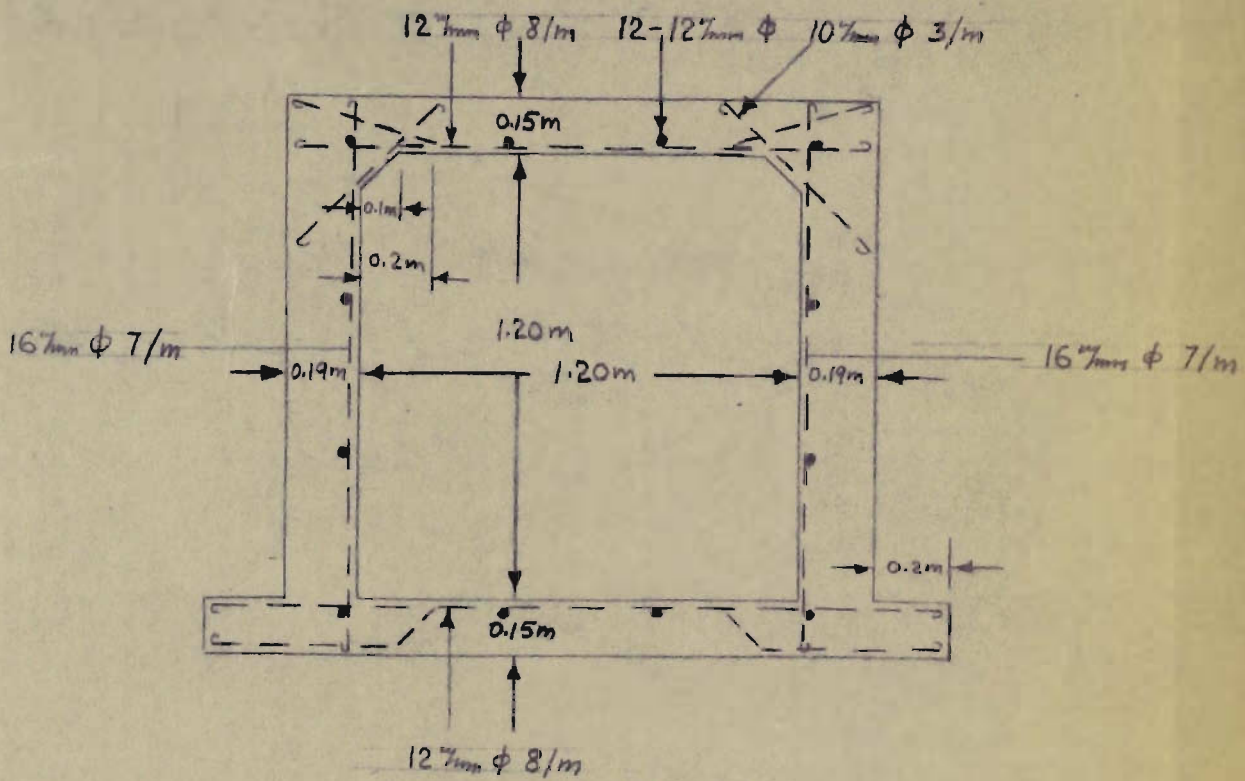 12 m/m ϕ 8/m 12-12 m/m ϕ 10 m/m ϕ 3/m
0.15m
0.1m
0.2m
1.20m
16 m/m ϕ 7/m
0.19m 1.20m 0.19m
16 m/m ϕ 7/m
0.2m
0.15m
12 m/m ϕ 8/m